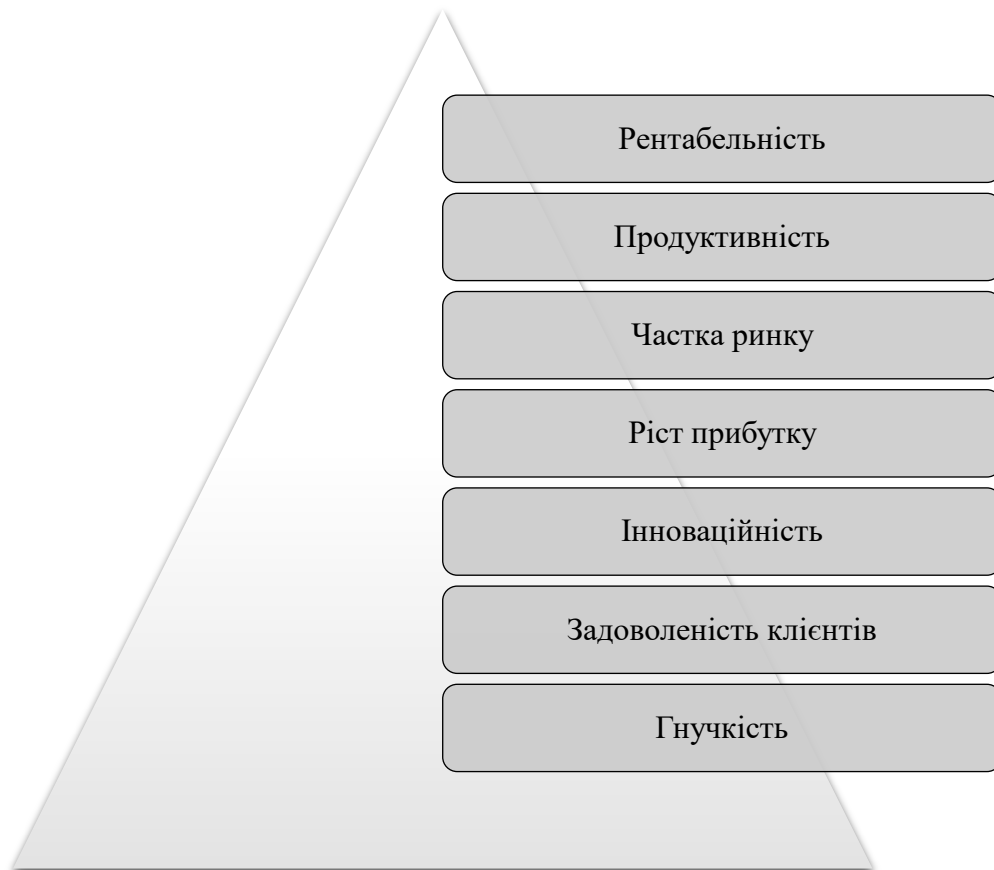 Рентабельність
Продуктивність
Частка ринку
Ріст прибутку
Інноваційність
Задоволеність клієнтів
Гнучкість